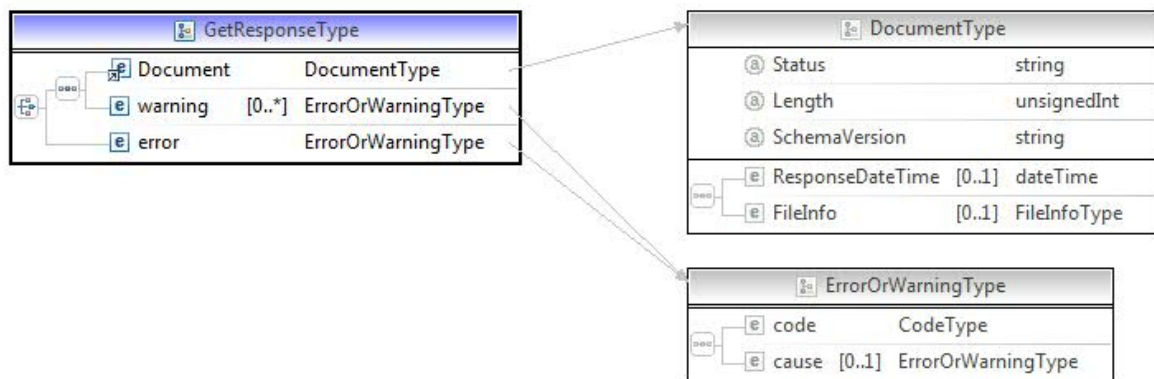 GetResponseType
Document DocumentType
warning [0..*] ErrorOrWarningType
error ErrorOrWarningType
DocumentType
Status string
Length unsignedInt
SchemaVersion string
ResponseDateTime [0..1] dateTime
FileInfo [0..1] FileInfoType
ErrorOrWarningType
code CodeType
cause [0..1] ErrorOrWarningType